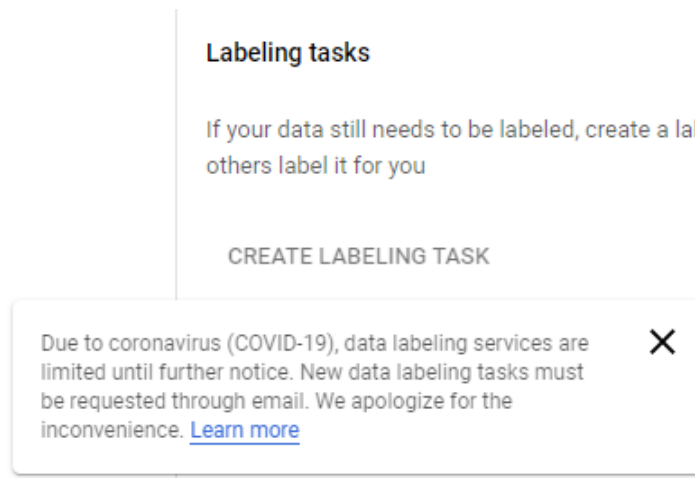 Labeling tasks
If your data still needs to be labeled, create a
others label it for you
CREATE LABELING TASK
Due to coronavirus (COVID-19), data labeling services are
limited until further notice. New data labeling tasks must
be requested through email. We apologize for the
inconvenience. Learn more